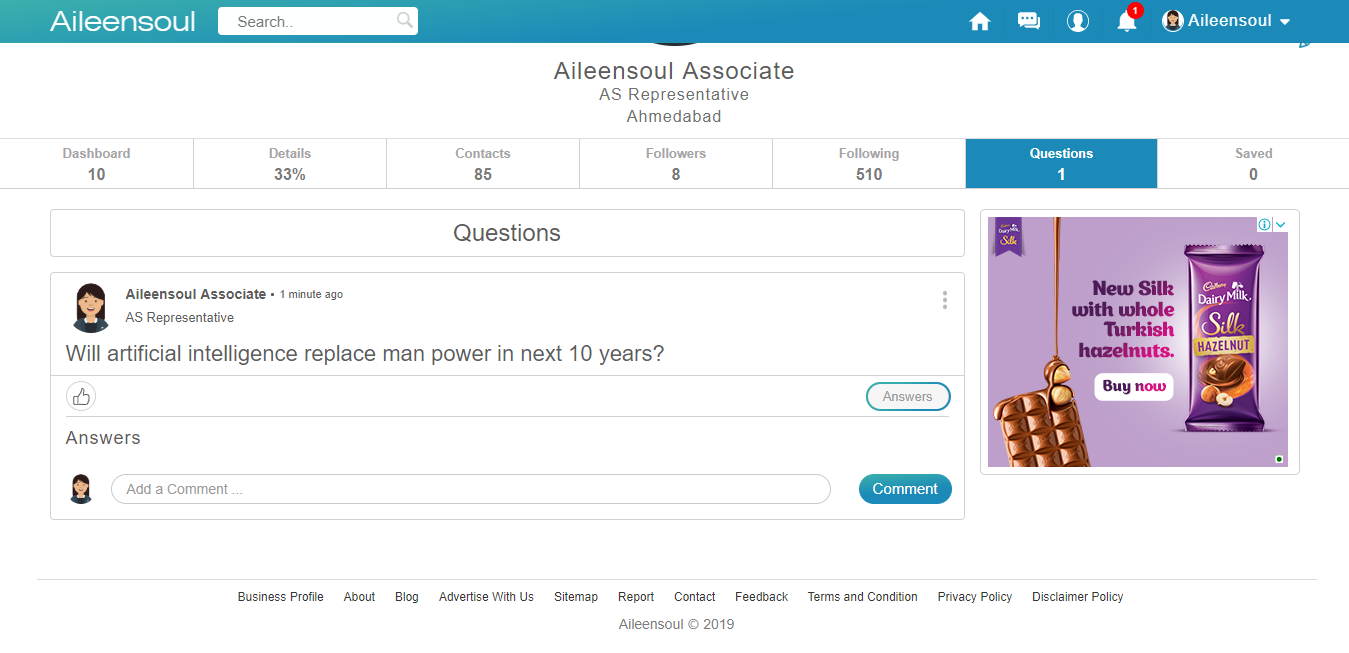 Aileensoul
Search..
1
Aileensoul
Aileensoul Associate
AS Representative
Ahmedabad
Dashboard
10
Details
33%
Contacts
85
Followers
8
Following
510
Questions
1
Saved
0
Questions
Aileensoul Associate • 1 minute ago
AS Representative
Will artificial intelligence replace man power in next 10 years?
Answers
Answers
Add a Comment ...
Comment
Cadbury
Dairy Milk
Silk
New Silk
with whole
Turkish
hazelnuts.
Buy now
Cadbury
Dairy Milk
Silk
HAZELNUT
Business Profile About Blog Advertise With Us Sitemap Report Contact Feedback Terms and Condition Privacy Policy Disclaimer Policy
Aileensoul © 2019